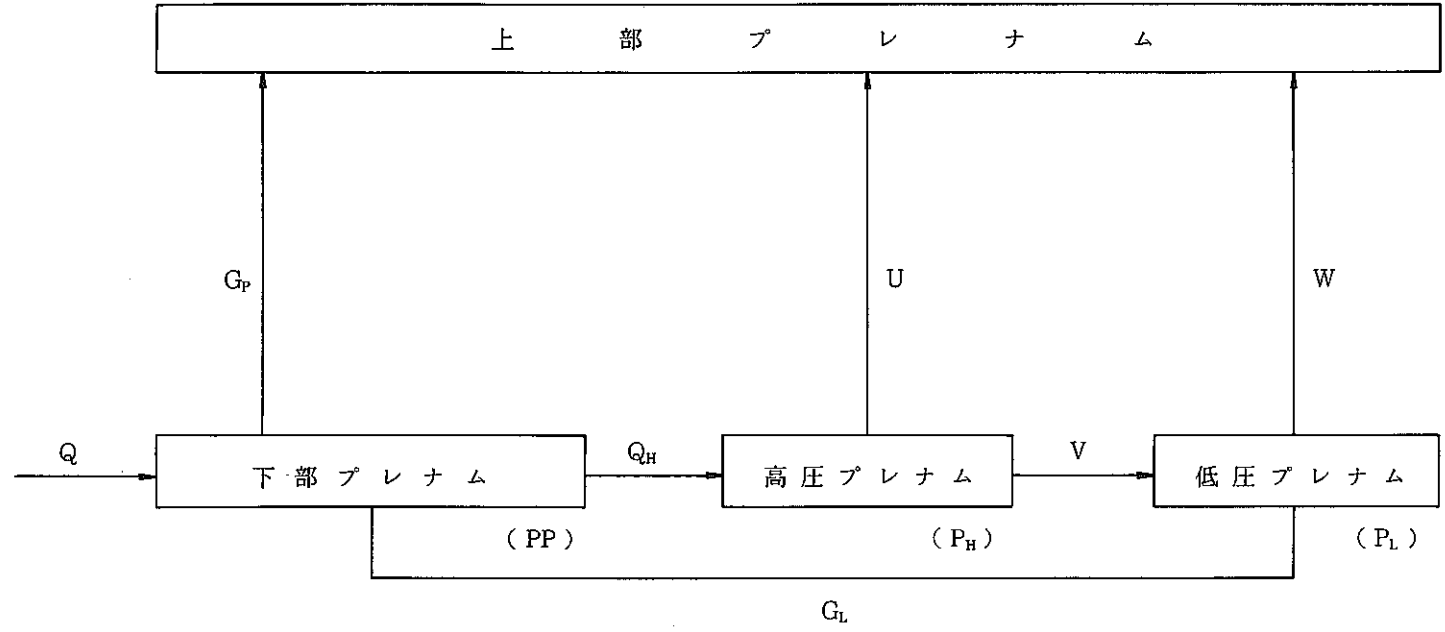 上部プレナム
G_P
U
W
Q
下部プレナム
Q_H
高圧プレナム
V
低圧プレナム
(PP)
(P_H)
(P_L)
G_L